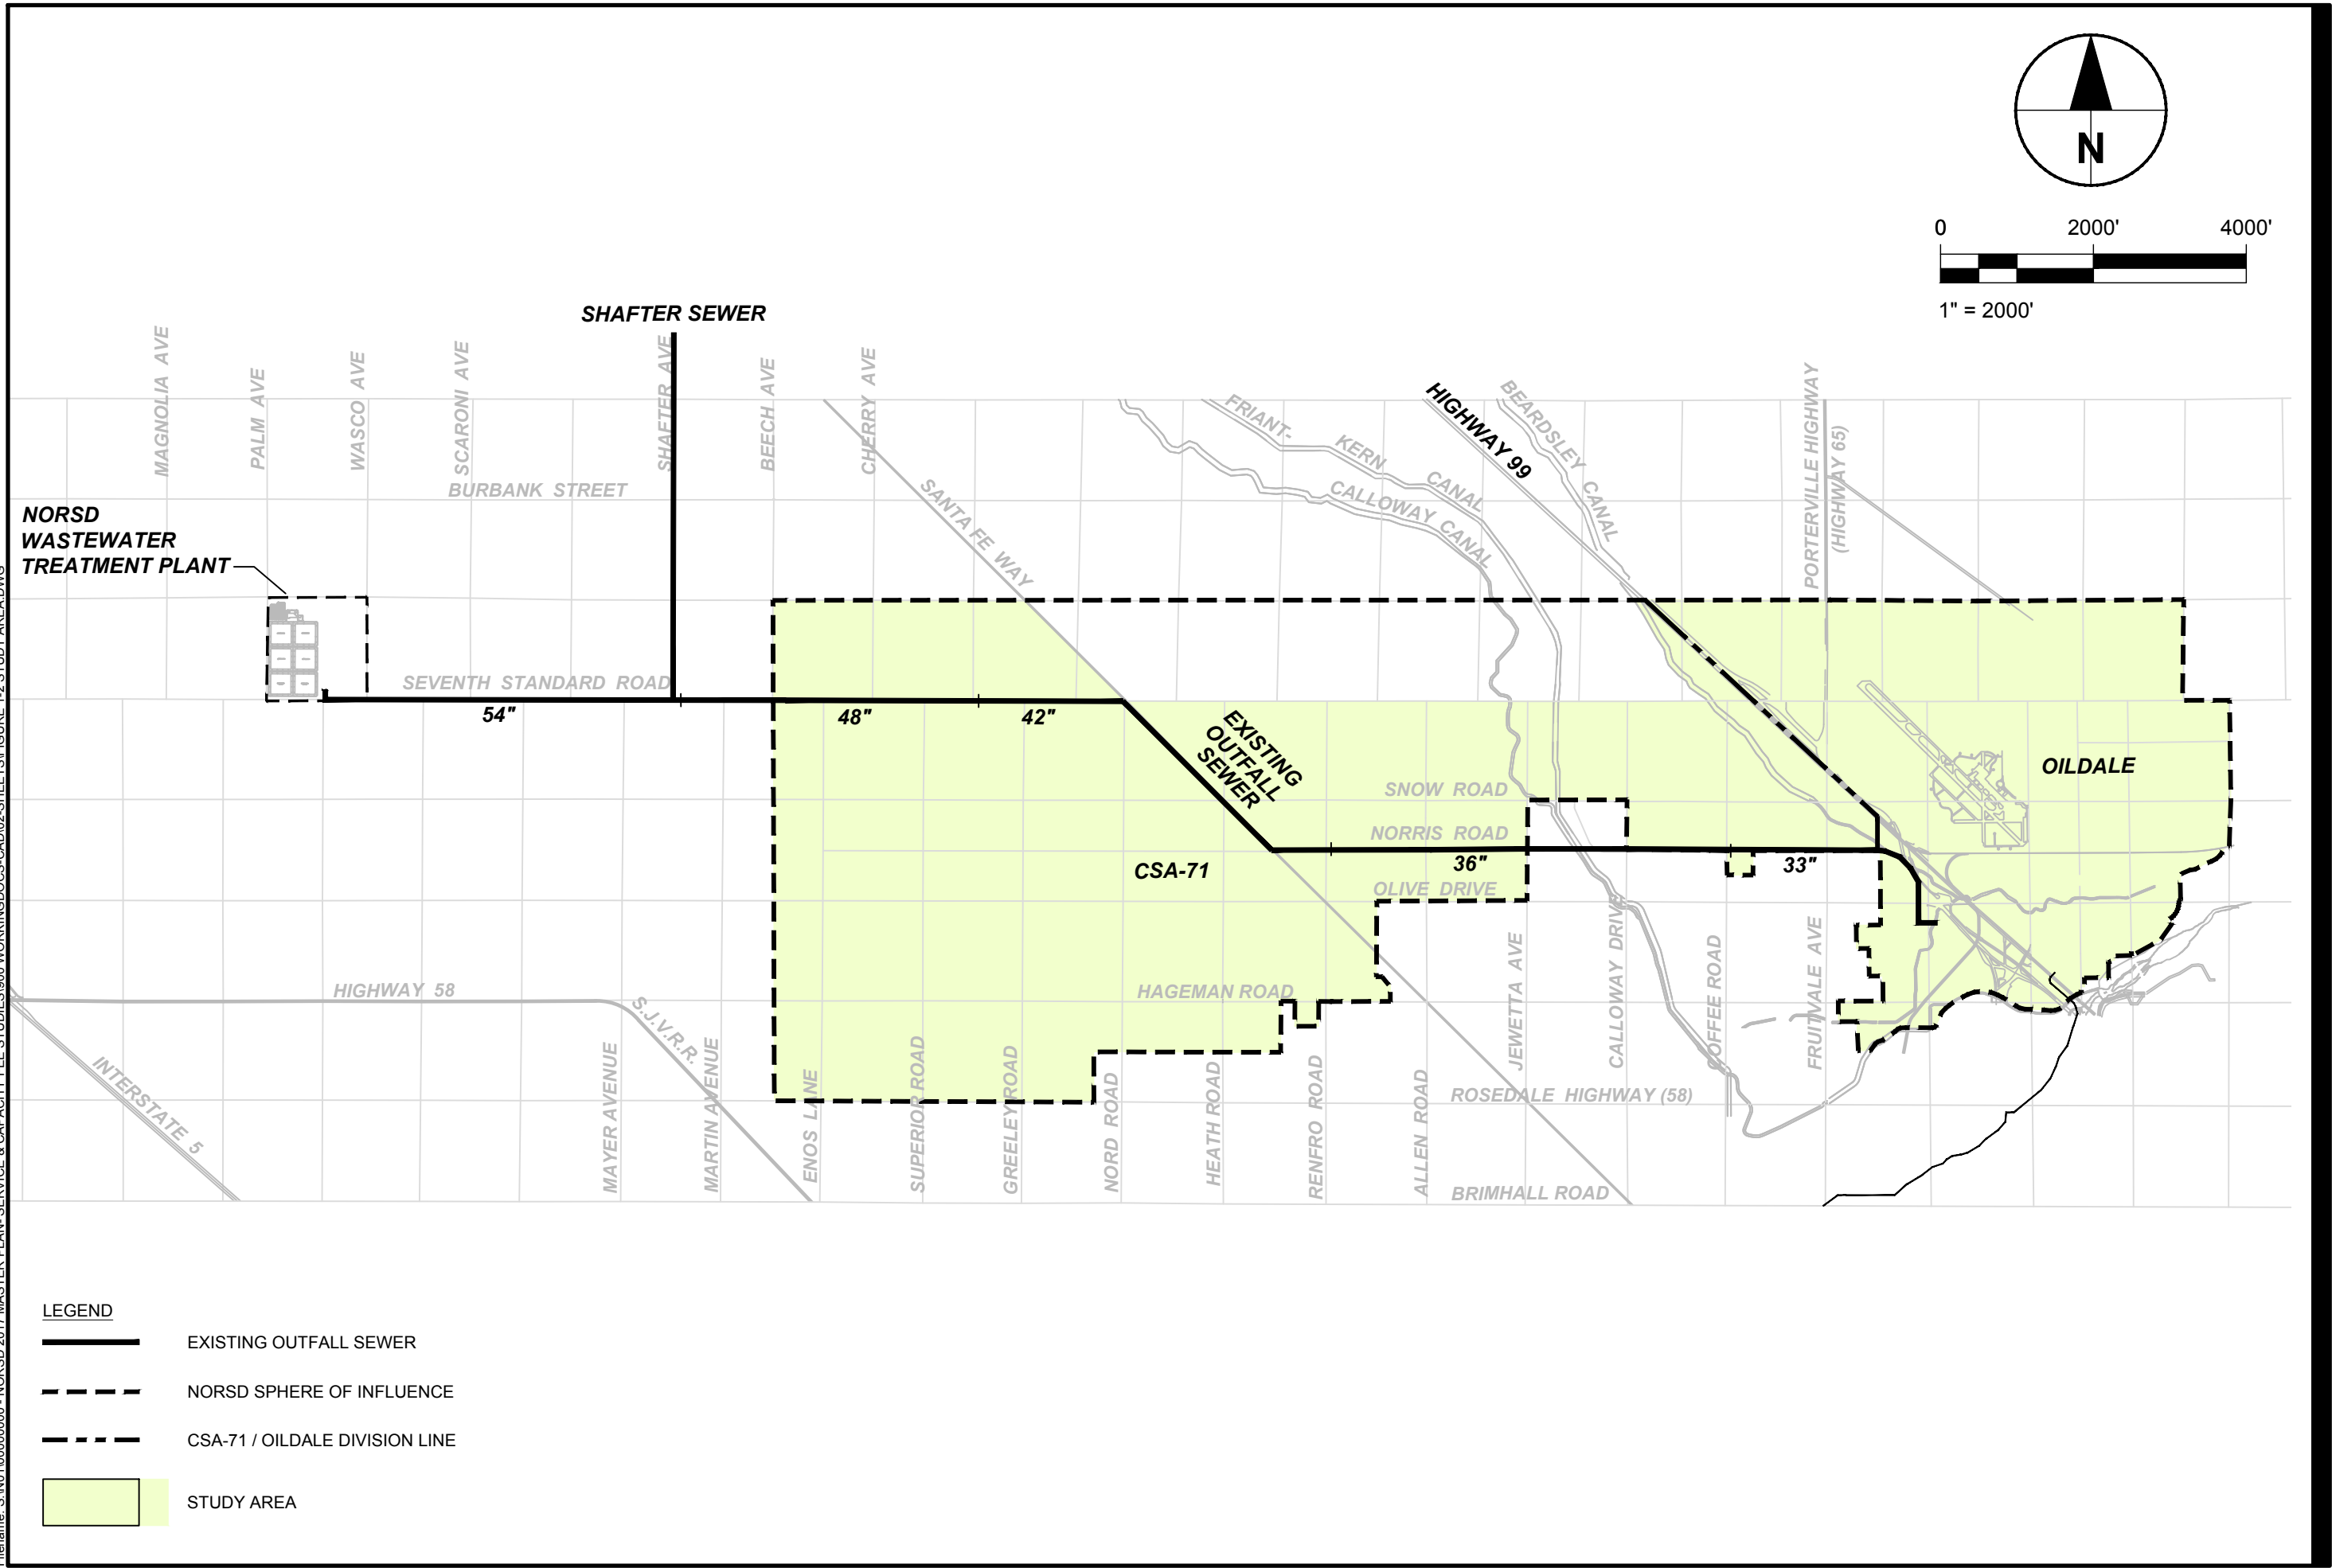 N
0 2000' 4000'
1" = 2000'
SHAFTER SEWER
MAGNOLIA AVE
PALM AVE
WASCO AVE
SCARONI AVE
SHAFTER AVE
BEECH AVE
CHERRY AVE
FRIANT-
KERN
CANAL
CALLOWAY CANAL
HIGHWAY 99
BEARDSLEY
CANAL
PORTERVILLE HIGHWAY
(HIGHWAY 65)
BURBANK STREET
SANTA FE WAY
NORSD
WASTEWATER
TREATMENT PLANT
SEVENTH STANDARD ROAD
54"
48"
42"
EXISTING
OUTFALL
SEWER
SNOW ROAD
NORRIS ROAD
36"
33"
OILDALE
CSA-71
OLIVE DRIVE
HIGHWAY 58
S.J.V.R.R.
HAGEMAN ROAD
INTERSTATE 5
MAYER AVENUE
MARTIN AVENUE
ENOS LANE
SUPERIOR ROAD
GREELEY ROAD
NORD ROAD
HEATH ROAD
RENFRO ROAD
ALLEN ROAD
JEWETTA AVE
CALLOWAY DRIVE
COFFEE ROAD
FRUITVALE AVE
ROSEDALE HIGHWAY (58)
BRIMHALL ROAD
LEGEND
EXISTING OUTFALL SEWER
NORSD SPHERE OF INFLUENCE
CSA-71 / OILDALE DIVISION LINE
STUDY AREA